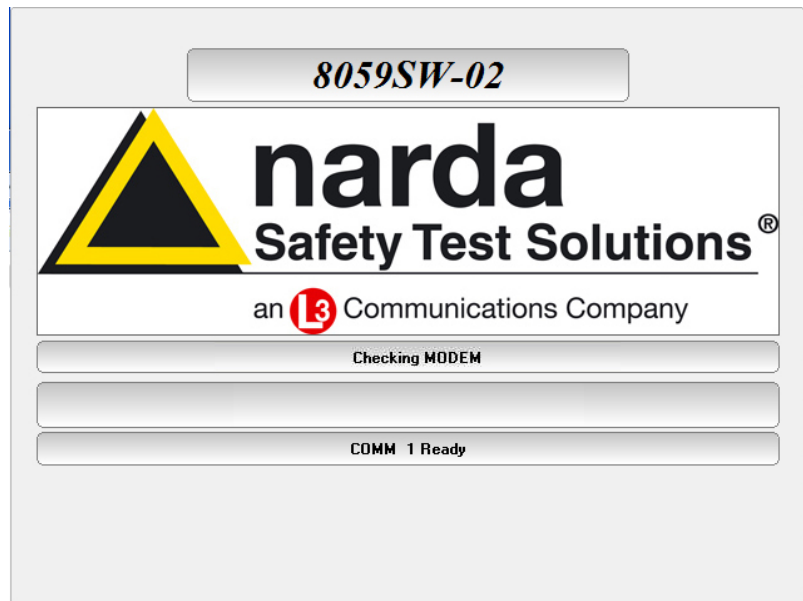 8059SW-02
narda
Safety Test Solutions®
an L3 Communications Company
Checking MODEM
COMM 1 Ready